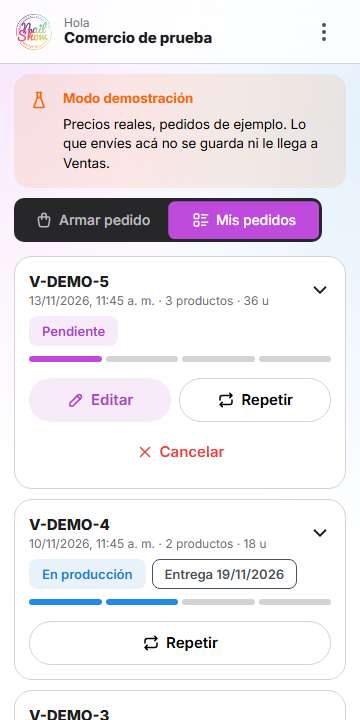 Nail
Show
Hola
Comercio de prueba
Modo demostración
Precios reales, pedidos de ejemplo. Lo
que envíes acá no se guarda ni le llega a
Ventas.
Armar pedido
Mis pedidos
V-DEMO-5
13/11/2026, 11:45 a. m. · 3 productos · 36 u
Pendiente
Editar
Repetir
Cancelar
V-DEMO-4
10/11/2026, 11:45 a. m. · 2 productos · 18 u
En producción
Entrega 19/11/2026
Repetir
V-DEMO-3